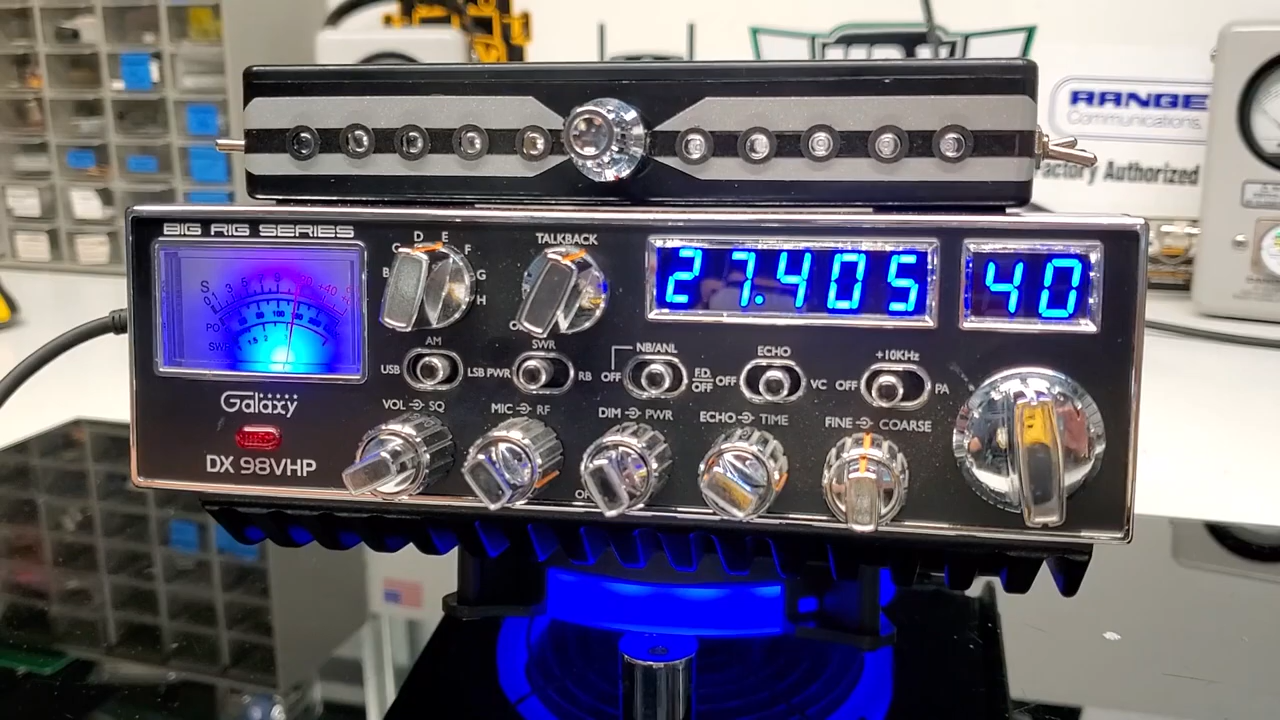 RANGE
Communications.
Factory Authorized
BIG RIG SERIES
C D E F
B G
H
TALKBACK
27.405
40
S
PO
SWR
AM
USB LSB
SWR
PWR RB
NB/ANL
OFF F.D.
OFF
ECHO
OFF VC
+10KHz
OFF PA
Galaxy
DX 98VHP
VOL SQ
MIC RF
DIM PWR
ECHO TIME
FINE COARSE